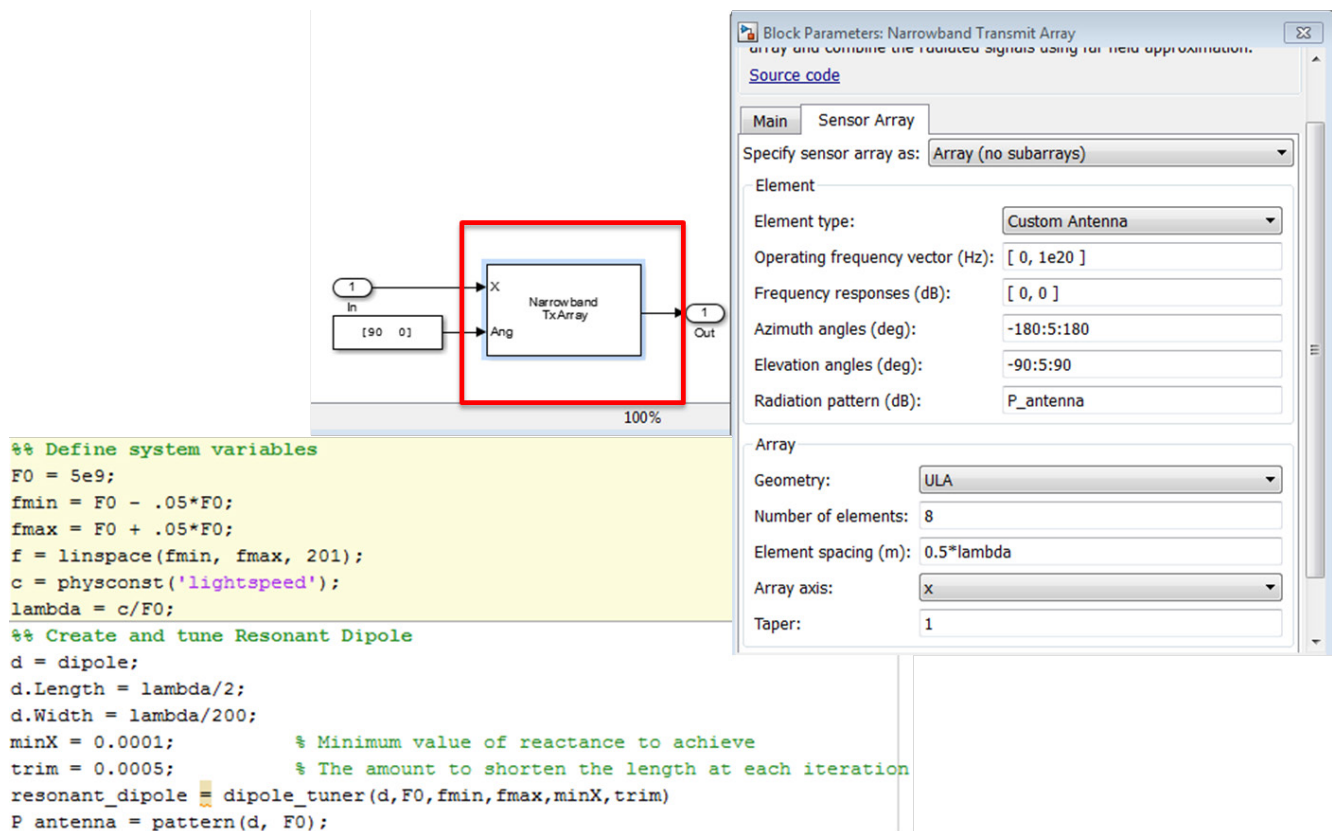 Block Parameters: Narrowband Transmit Array
array and combine the radiated signals using far field approximation.
Source code
Main
Sensor Array
Specify sensor array as: Array (no subarrays)
Element
Element type: Custom Antenna
Operating frequency vector (Hz): [ 0, 1e20 ]
Frequency responses (dB): [ 0, 0 ]
Azimuth angles (deg): -180:5:180
Elevation angles (deg): -90:5:90
Radiation pattern (dB): P_antenna
Array
Geometry: ULA
Number of elements: 8
Element spacing (m): 0.5*lambda
Array axis: x
Taper: 1
1
In
[90 0]
X
Ang
Narrowband
TxArray
1
Out
100%
%% Define system variables
F0 = 5e9;
fmin = F0 - .05*F0;
fmax = F0 + .05*F0;
f = linspace(fmin, fmax, 201);
c = physconst('lightspeed');
lambda = c/F0;
%% Create and tune Resonant Dipole
d = dipole;
d.Length = lambda/2;
d.Width = lambda/200;
minX = 0.0001; % Minimum value of reactance to achieve
trim = 0.0005; % The amount to shorten the length at each iteration
resonant_dipole = dipole_tuner(d,F0,fmin,fmax,minX,trim)
P_antenna = pattern(d, F0);